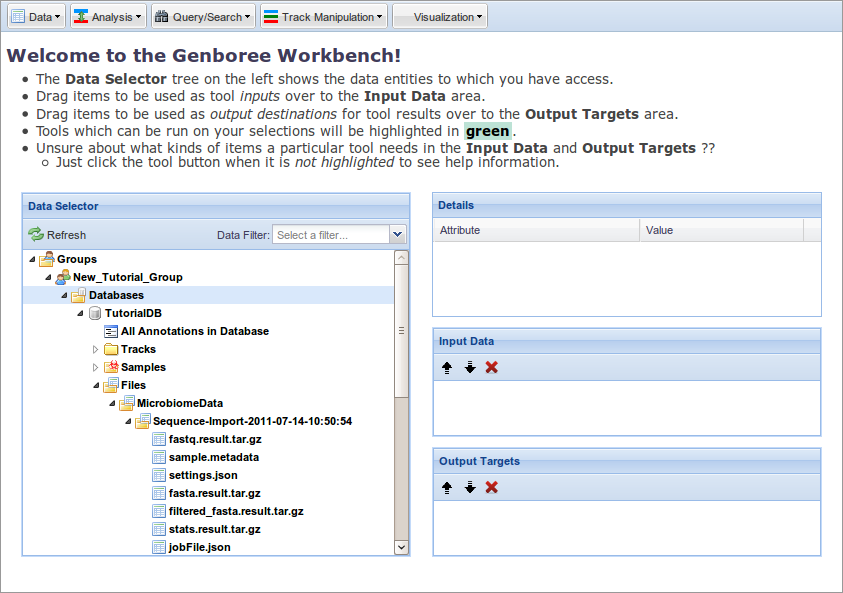 Data Analysis Query/Search Track Manipulation Visualization
Welcome to the Genboree Workbench!
The Data Selector tree on the left shows the data entities to which you have access.
Drag items to be used as tool inputs over to the Input Data area.
Drag items to be used as output destinations for tool results over to the Output Targets area.
Tools which can be run on your selections will be highlighted in green.
Unsure about what kinds of items a particular tool needs in the Input Data and Output Targets ??
Just click the tool button when it is not highlighted to see help information.
Data Selector
Refresh Data Filter: Select a filter...
Groups
New_Tutorial_Group
Databases
TutorialDB
All Annotations in Database
Tracks
Samples
Files
MicrobiomeData
Sequence-Import-2011-07-14-10:50:54
fastq.result.tar.gz
sample.metadata
settings.json
fasta.result.tar.gz
filtered_fasta.result.tar.gz
stats.result.tar.gz
jobFile.json
Details
Attribute Value
Input Data
Output Targets